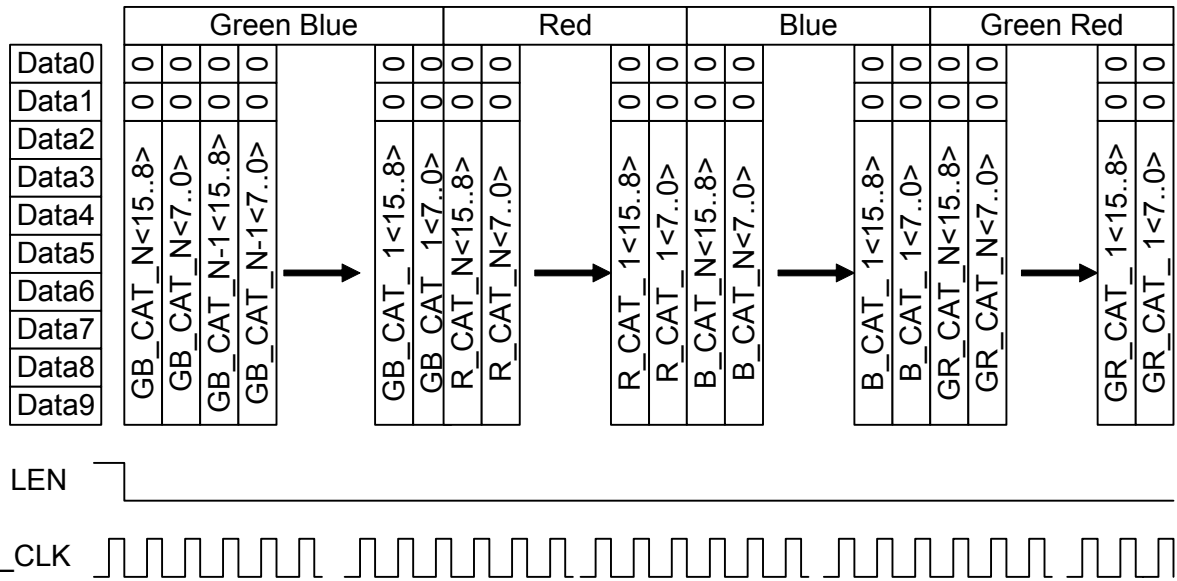 Green Blue Red Blue Green Red
Data0 0 0 0 0 0 0 0 0 0 0 0 0 0 0 0 0 0 0
Data1 0 0 0 0 0 0 0 0 0 0 0 0 0 0 0 0 0 0
Data2
Data3
Data4
Data5
Data6
Data7
Data8
Data9
GB_CAT_N<15..8>
GB_CAT_N<7..0>
GB_CAT_N-1<15..8>
GB_CAT_N-1<7..0>
GB_CAT_1<15..8>
GB_CAT_1<7..0>
R_CAT_N<15..8>
R_CAT_N<7..0>
R_CAT_1<15..8>
R_CAT_1<7..0>
B_CAT_N<15..8>
B_CAT_N<7..0>
B_CAT_1<15..8>
B_CAT_1<7..0>
GR_CAT_N<15..8>
GR_CAT_N<7..0>
GR_CAT_1<15..8>
GR_CAT_1<7..0>
LEN
_CLK